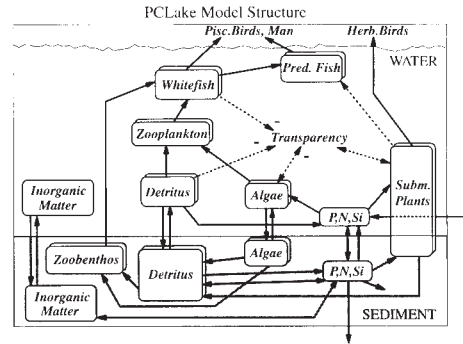 PCLake Model Structure
Pisc.Birds, Man
Herb.Birds
WATER
Whitefish
Pred. Fish
Zooplankton
-
Transparency
-
-
Detritus
Algae
Subm.
Plants
Inorganic
Matter
P,N,Si
Zoobenthos
Detritus
Algae
P,N,Si
Inorganic
Matter
SEDIMENT